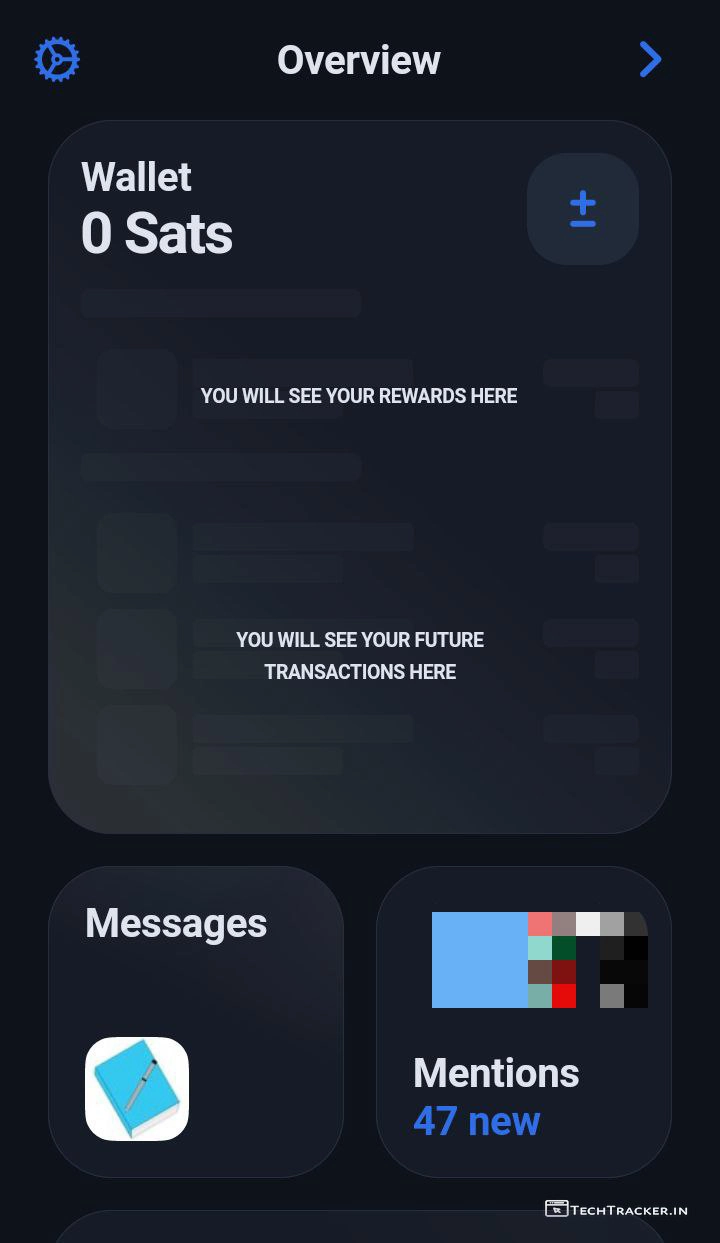 Overview
Wallet
0 Sats
YOU WILL SEE YOUR REWARDS HERE
YOU WILL SEE YOUR FUTURE
TRANSACTIONS HERE
Messages
Mentions
47 new
TECHTRACKER.IN